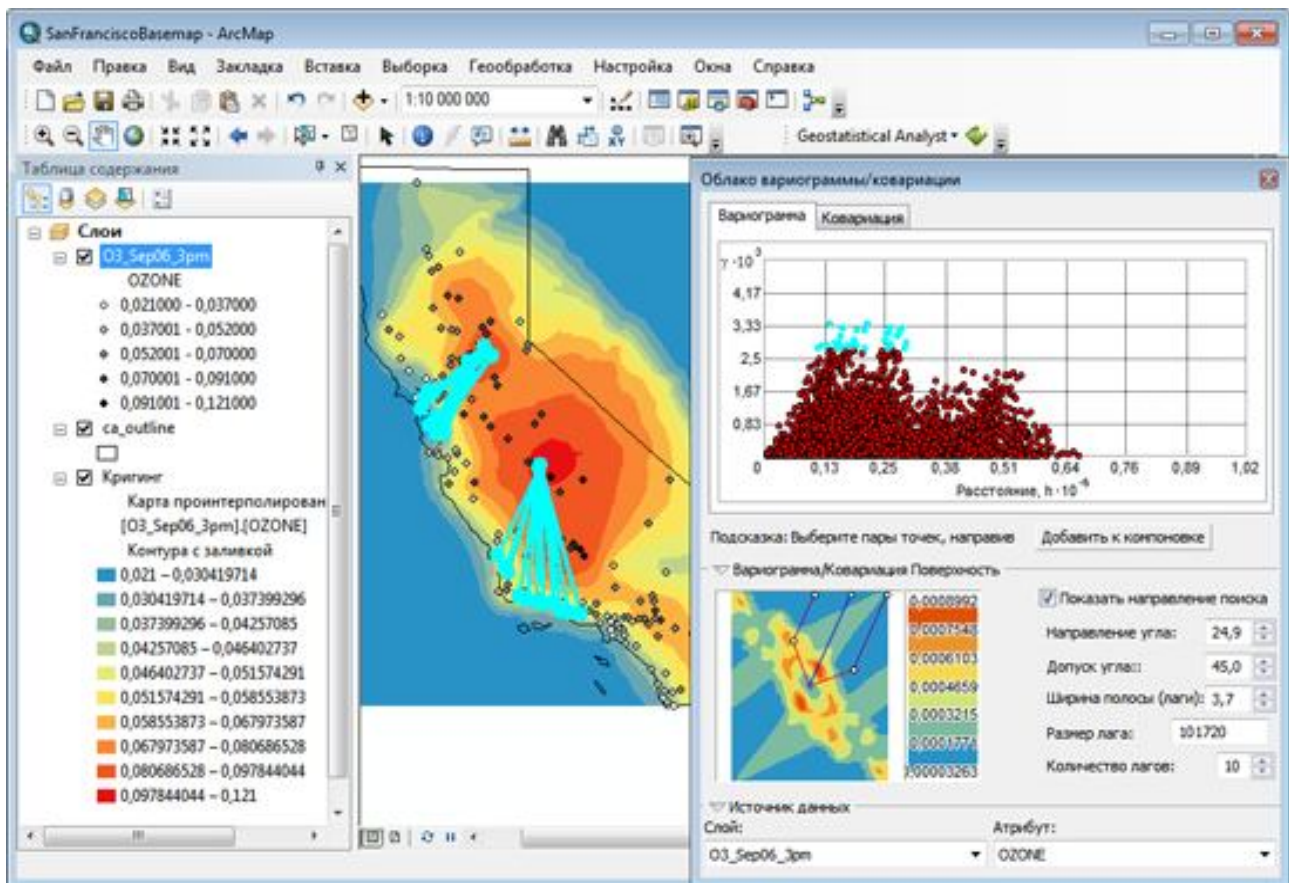 SanFranciscoBasemap - ArcMap
Файл Правка Вид Закладка Вставка Выборка Геообработка Настройка Окна Справка
1:10 000 000
Geostatistical Analyst
Таблица содержания
Слои
O3_Sep06_3pm
OZONE
0,021000 - 0,037000
0,037001 - 0,052000
0,052001 - 0,070000
0,070001 - 0,091000
0,091001 - 0,121000
ca_outline
Кригинг
Карта проинтерполирован
[O3_Sep06_3pm].[OZONE]
Контура с заливкой
0,021 – 0,030419714
0,030419714 – 0,037399296
0,037399296 – 0,04257085
0,04257085 – 0,046402737
0,046402737 – 0,051574291
0,051574291 – 0,058553873
0,058553873 – 0,067973587
0,067973587 – 0,080686528
0,080686528 – 0,097844044
0,097844044 – 0,121
Облако вариограммы/ковариации
Вариограмма Ковариация
γ·10³
4,17
3,33
2,5
1,67
0,83
0 0,13 0,25 0,38 0,51 0,64 0,76 0,89 1,02
Расстояние, h·10⁻⁶
Подсказка: Выберите пары точек, направив
Добавить к компоновке
Вариограмма/Ковариация Поверхность
0,0008992
0,0007548
0,0006103
0,0004659
0,0003215
0,0001771
0,00003263
Показать направление поиска
Направление угла: 24,9
Допуск угла:: 45,0
Ширина полосы (лаги): 3,7
Размер лага: 101720
Количество лагов: 10
Источник данных
Слой: Атрибут:
O3_Sep06_3pm OZONE